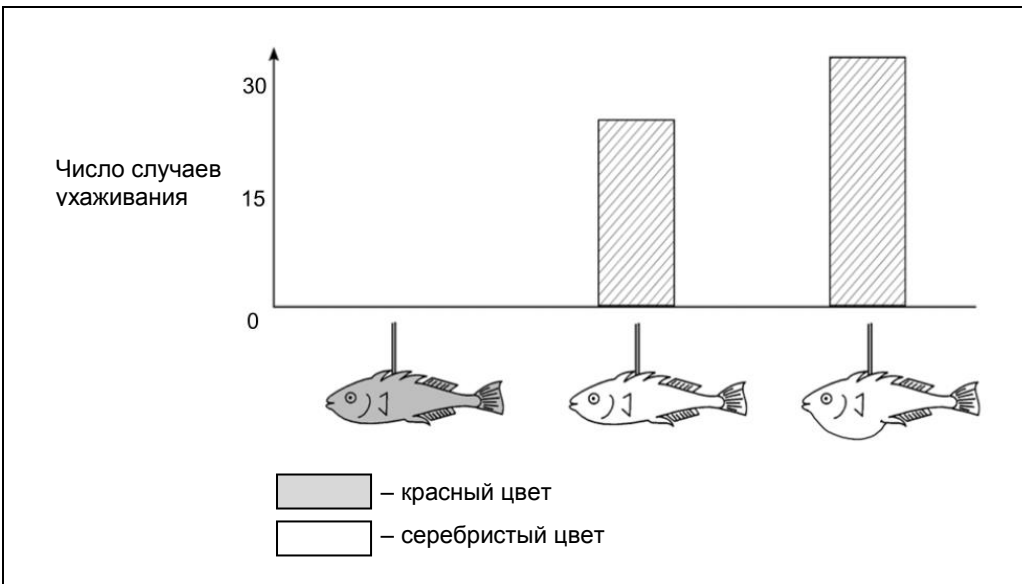 30
Число случаев
ухаживания
15
0
– красный цвет
– серебристый цвет